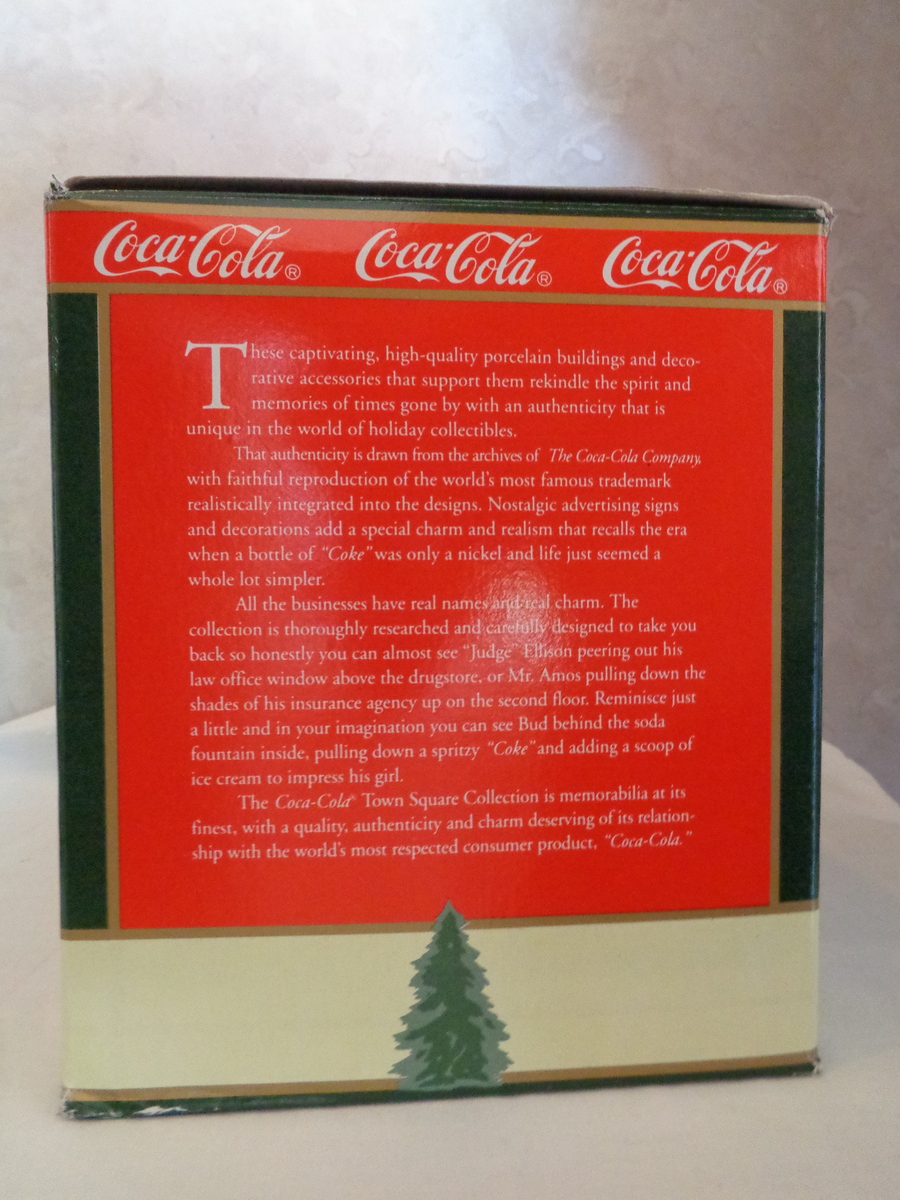 Coca-Cola® Coca-Cola® Coca-Cola®
These captivating, high-quality porcelain buildings and deco-
rative accessories that support them rekindle the spirit and
memories of times gone by with an authenticity that is
unique in the world of holiday collectibles.
That authenticity is drawn from the archives of The Coca-Cola Company,
with faithful reproduction of the world's most famous trademark
realistically integrated into the designs. Nostalgic advertising signs
and decorations add a special charm and realism that recalls the era
when a bottle of "Coke" was only a nickel and life just seemed a
whole lot simpler.
All the businesses have real names and real charm. The
collection is thoroughly researched and carefully designed to take you
back so honestly you can almost see "Judge" Ellison peering out his
law office window above the drugstore, or Mr. Amos pulling down the
shades of his insurance agency up on the second floor. Reminisce just
a little and in your imagination you can see Bud behind the soda
fountain inside, pulling down a spritzy "Coke" and adding a scoop of
ice cream to impress his girl.
The Coca-Cola® Town Square Collection is memorabilia at its
finest, with a quality, authenticity and charm deserving of its relation-
ship with the world's most respected consumer product, "Coca-Cola."